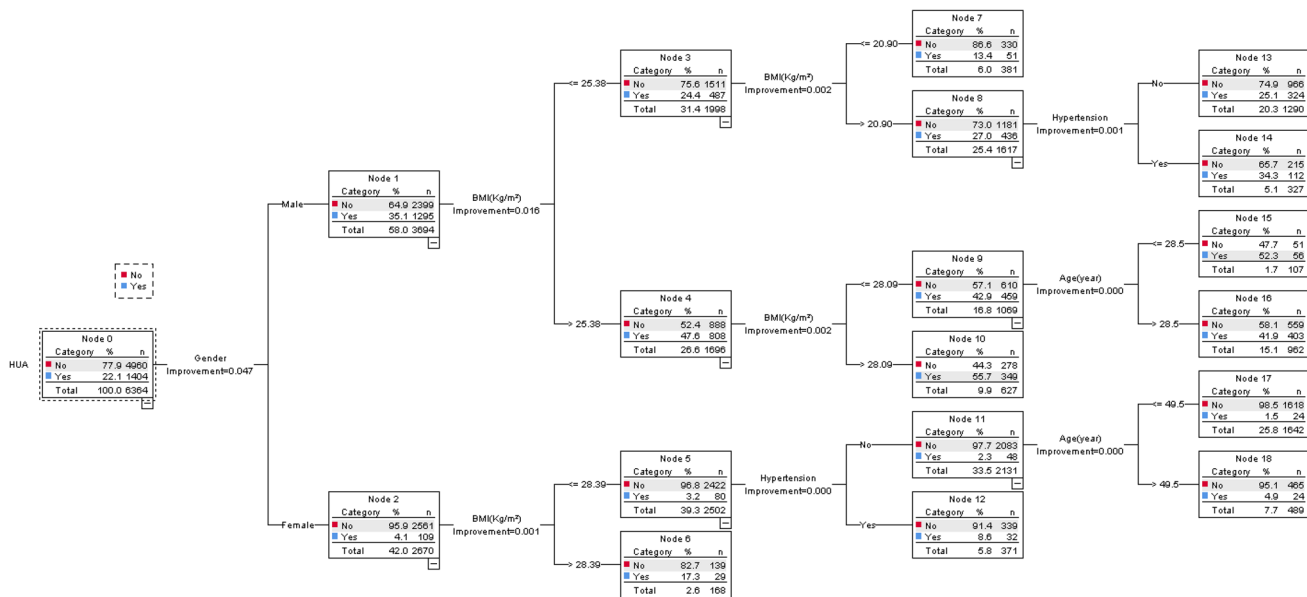 HUA
No
Yes
Node 0
Category % n
No 77.9 4960
Yes 22.1 1404
Total 100.0 6364
Gender
Improvement=0.047
Male
Female
Node 1
Category % n
No 64.9 2399
Yes 35.1 1295
Total 58.0 3694
BMI(Kg/m²)
Improvement=0.016
<= 25.38
> 25.38
Node 2
Category % n
No 95.9 2561
Yes 4.1 109
Total 42.0 2670
BMI(Kg/m²)
Improvement=0.001
<= 28.39
> 28.39
Node 3
Category % n
No 75.6 1511
Yes 24.4 487
Total 31.4 1998
BMI(Kg/m²)
Improvement=0.002
<= 20.90
> 20.90
Node 4
Category % n
No 52.4 888
Yes 47.6 808
Total 26.6 1696
BMI(Kg/m²)
Improvement=0.002
<= 28.09
> 28.09
Node 5
Category % n
No 96.8 2422
Yes 3.2 80
Total 39.3 2502
Hypertension
Improvement=0.000
No
Yes
Node 6
Category % n
No 82.7 139
Yes 17.3 29
Total 2.6 168
Node 7
Category % n
No 86.6 330
Yes 13.4 51
Total 6.0 381
Node 8
Category % n
No 73.0 1181
Yes 27.0 436
Total 25.4 1617
Hypertension
Improvement=0.001
No
Yes
Node 9
Category % n
No 57.1 610
Yes 42.9 459
Total 16.8 1069
Age(year)
Improvement=0.000
<= 28.5
> 28.5
Node 10
Category % n
No 44.3 278
Yes 55.7 349
Total 9.9 627
Node 11
Category % n
No 97.7 2083
Yes 2.3 48
Total 33.5 2131
Age(year)
Improvement=0.000
<= 49.5
> 49.5
Node 12
Category % n
No 91.4 339
Yes 8.6 32
Total 5.8 371
Node 13
Category % n
No 74.9 966
Yes 25.1 324
Total 20.3 1290
Node 14
Category % n
No 65.7 215
Yes 34.3 112
Total 5.1 327
Node 15
Category % n
No 47.7 51
Yes 52.3 56
Total 1.7 107
Node 16
Category % n
No 58.1 559
Yes 41.9 403
Total 15.1 962
Node 17
Category % n
No 98.5 1618
Yes 1.5 24
Total 25.8 1642
Node 18
Category % n
No 95.1 465
Yes 4.9 24
Total 7.7 489